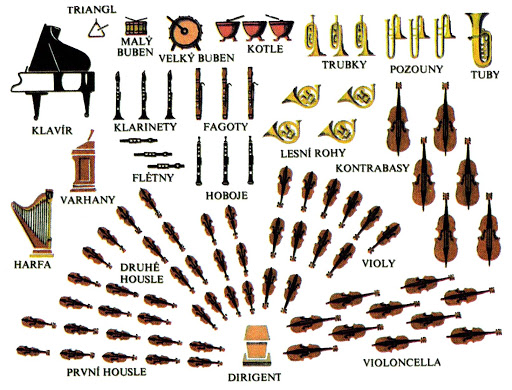 TRIANGL
MALÝ
BUBEN
VELKÝ BUBEN
KOTLE
TRUBKY
POZOUNY
TUBY
KLAVÍR
KLARINETY
FAGOTY
LESNÍ ROHY
KONTRABASY
FLÉTNY
HOBOJE
VARHANY
HARFA
DRUHÉ
HOUSLE
VIOLY
PRVNÍ HOUSLE
DIRIGENT
VIOLONCELLA